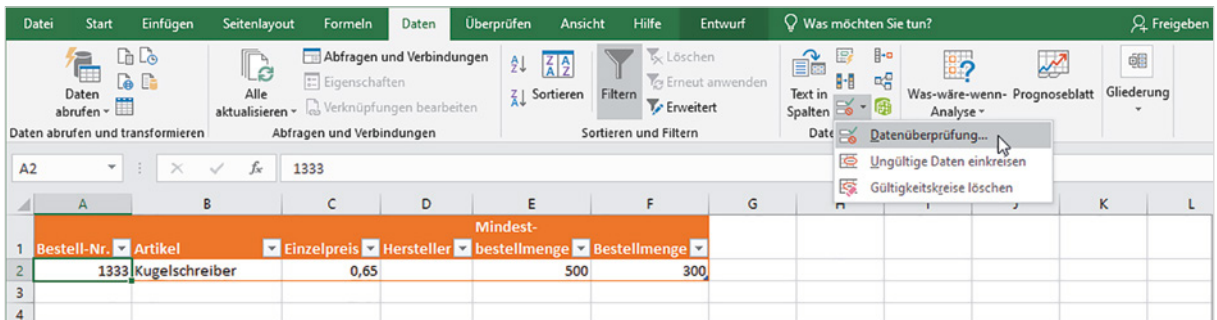 Datei Start Einfügen Seitenlayout Formeln Daten Überprüfen Ansicht Hilfe Entwurf Was möchten Sie tun? Freigeben
Daten
abrufen
Daten abrufen und transformieren
Alle
aktualisieren
Abfragen und Verbindungen
Eigenschaften
Verknüpfungen bearbeiten
Abfragen und Verbindungen
Sortieren
Filtern
Löschen
Erneut anwenden
Erweitert
Sortieren und Filtern
Text in
Spalten
Date
Was-wäre-wenn-
Analyse
Prognoseblatt
Gliederung
Datenüberprüfung...
Ungültige Daten einkreisen
Gültigkeitskreise löschen
A2 fx 1333
A B C D E F G H I J K L
Mindest-
1 Bestell-Nr. Artikel Einzelpreis Hersteller bestellmenge Bestellmenge
2 1333 Kugelschreiber 0,65 500 300
3
4